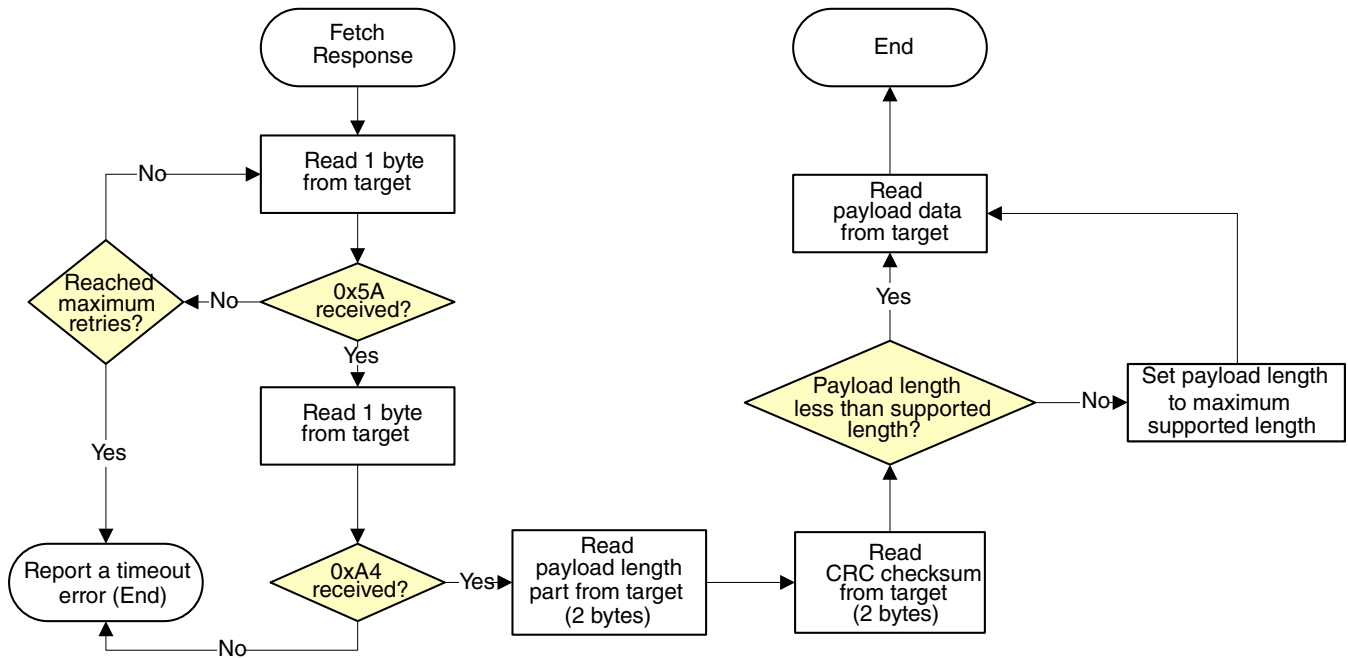 Fetch
Response
End
Read 1 byte
from target
No
Read
payload data
from target
Reached
maximum
retries?
No
0x5A
received?
Yes
Yes
Read 1 byte
from target
Payload length
less than supported
length?
No
Set payload length
to maximum
supported length
Yes
Report a timeout
error (End)
0xA4
received?
Yes
Read
payload length
part from target
(2 bytes)
Read
CRC checksum
from target
(2 bytes)
No